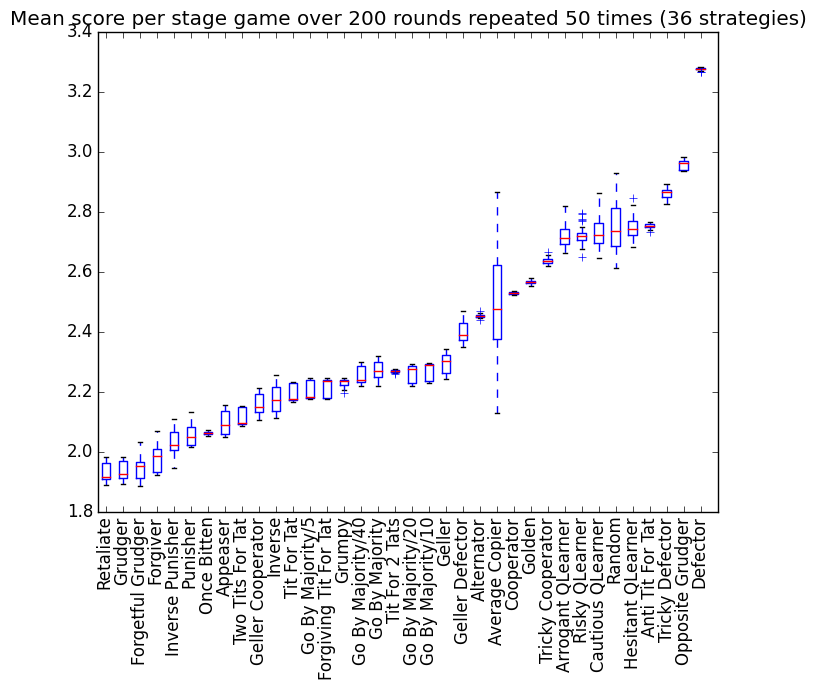 Mean score per stage game over 200 rounds repeated 50 times (36 strategies)
3.4
3.2
3.0
2.8
2.6
2.4
2.2
2.0
1.8
Retaliate
Grudger
Forgetful Grudger
Forgiver
Inverse Punisher
Punisher
Once Bitten
Appeaser
Two Tits For Tat
Geller Cooperator
Inverse
Tit For Tat
Go By Majority/5
Forgiving Tit For Tat
Grumpy
Go By Majority/40
Go By Majority
Tit For 2 Tats
Go By Majority/20
Go By Majority/10
Geller
Geller Defector
Alternator
Average Copier
Cooperator
Golden
Tricky Cooperator
Arrogant QLearner
Risky QLearner
Cautious QLearner
Random
Hesitant QLearner
Anti Tit For Tat
Tricky Defector
Opposite Grudger
Defector